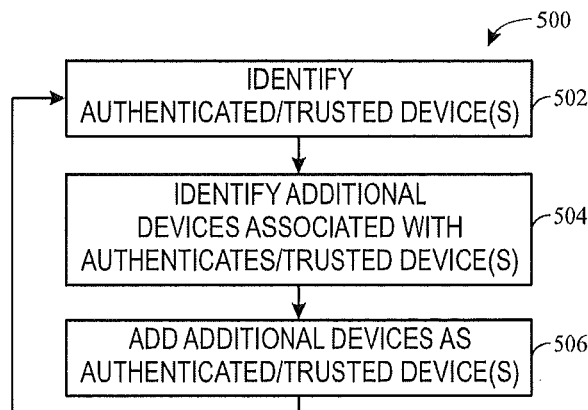 500
IDENTIFY
AUTHENTICATED/TRUSTED DEVICE(S)
502
IDENTIFY ADDITIONAL
DEVICES ASSOCIATED WITH
AUTHENTICATES/TRUSTED DEVICE(S)
504
ADD ADDITIONAL DEVICES AS
AUTHENTICATED/TRUSTED DEVICE(S)
506